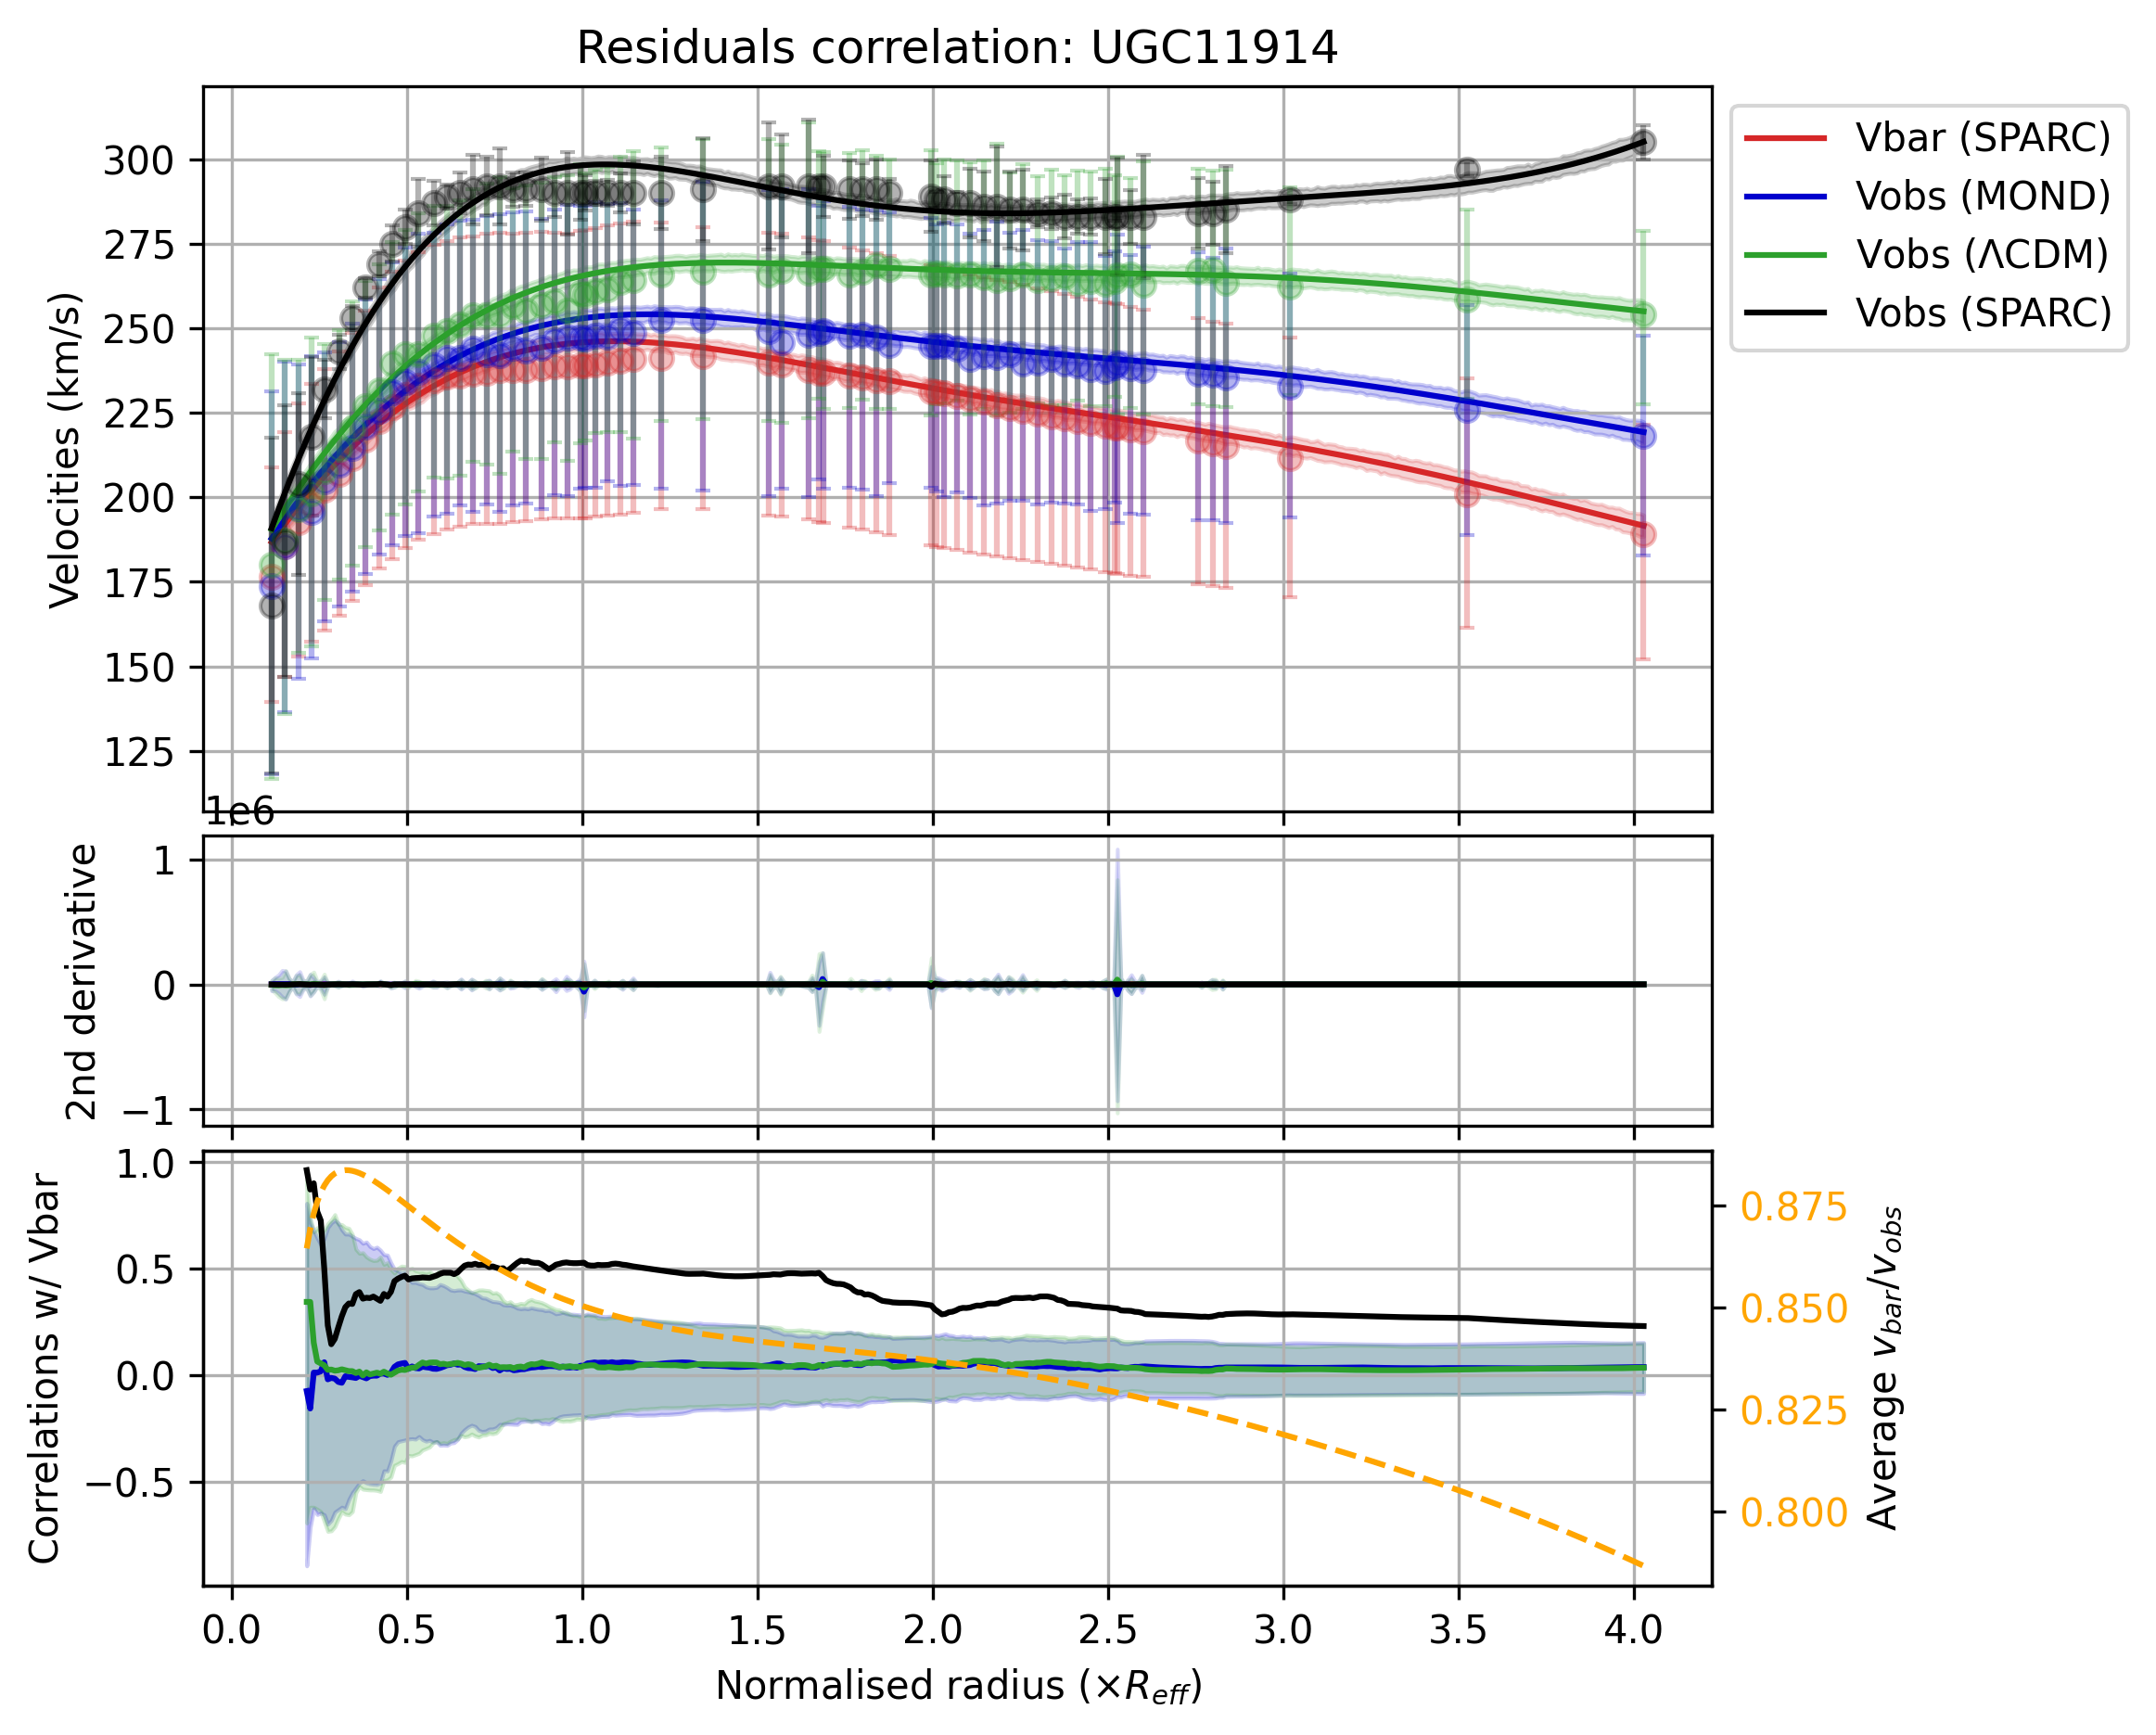 Residuals correlation: UGC11914
Velocities (km/s)
300
275
250
225
200
175
150
125
Vbar (SPARC)
Vobs (MOND)
Vobs (ΛCDM)
Vobs (SPARC)
1e6
2nd derivative
1
0
−1
Correlations w/ Vbar
1.0
0.5
0.0
−0.5
0.875
0.850
0.825
0.800
Average v_bar/v_obs
0.0 0.5 1.0 1.5 2.0 2.5 3.0 3.5 4.0
Normalised radius (×R_eff)